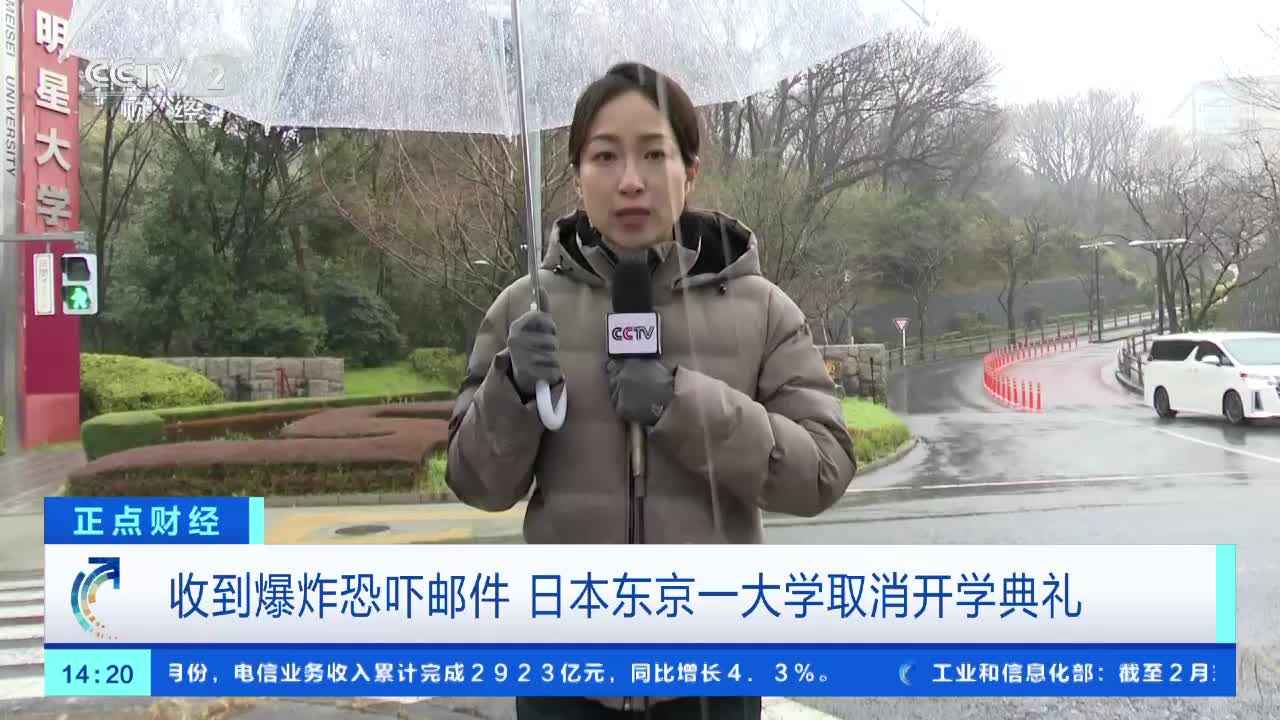 明星大学
MEISEI UNIVERSITY
CCTV 2
财经
CCTV
正点财经
收到爆炸恐吓邮件 日本东京一大学取消开学典礼
14:20
月份，电信业务收入累计完成2923亿元，同比增长4．3％。
工业和信息化部：截至2月